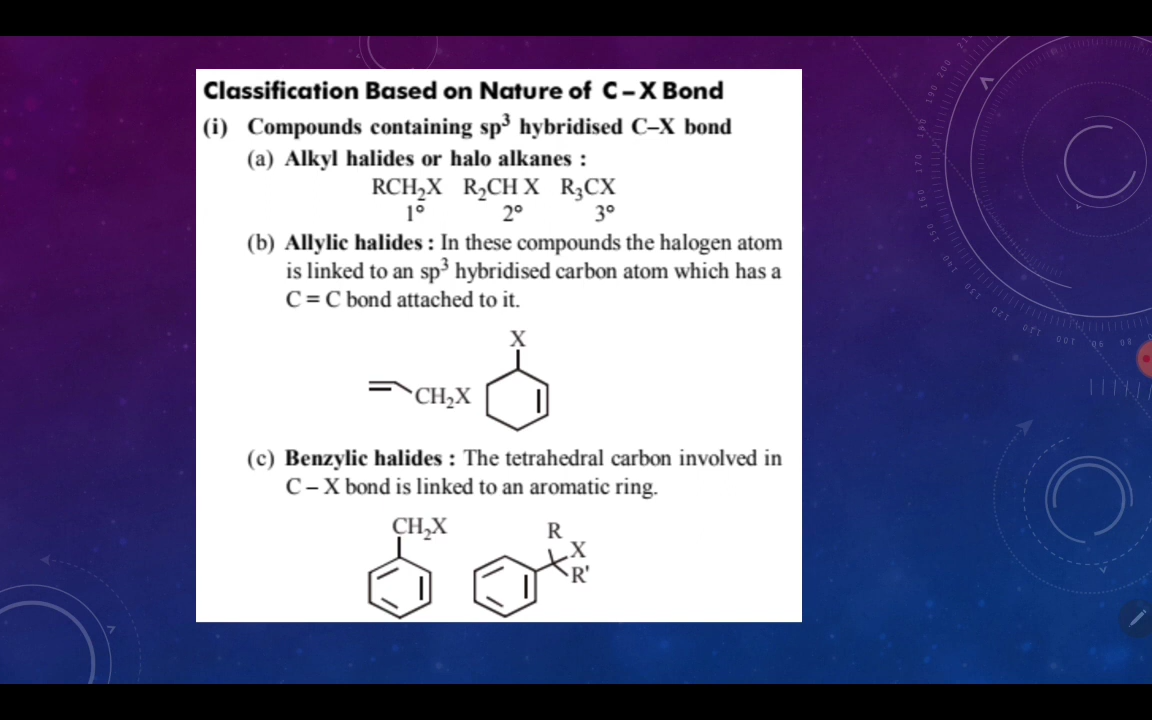 Classification Based on Nature of C – X Bond
(i) Compounds containing sp³ hybridised C–X bond
(a) Alkyl halides or halo alkanes :
RCH₂X R₂CH X R₃CX
1° 2° 3°
(b) Allylic halides : In these compounds the halogen atom
is linked to an sp³ hybridised carbon atom which has a
C = C bond attached to it.
X
CH₂X
(c) Benzylic halides : The tetrahedral carbon involved in
C – X bond is linked to an aromatic ring.
CH₂X R
X
R'